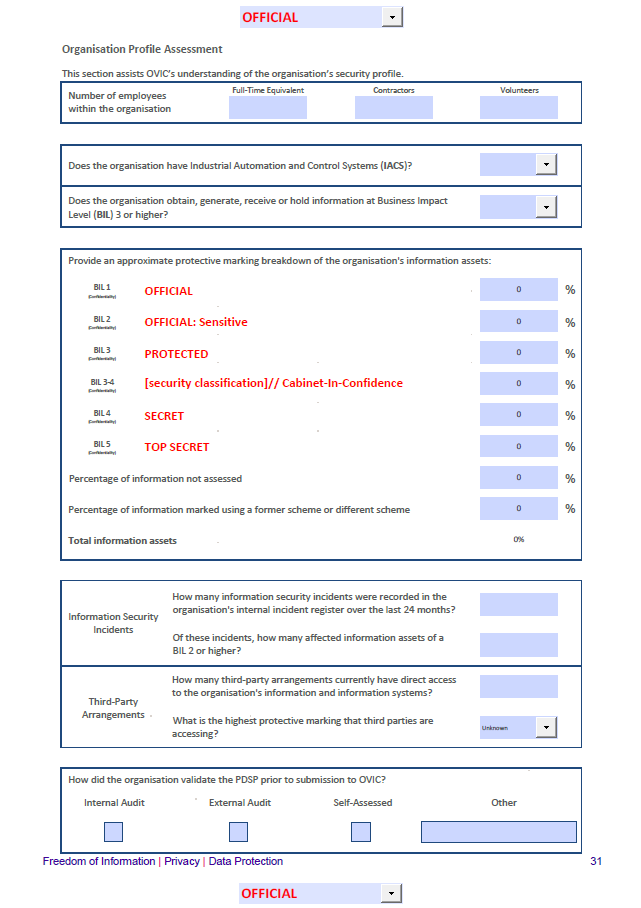 OFFICIAL
Organisation Profile Assessment
This section assists OVIC's understanding of the organisation's security profile.
Number of employees
within the organisation
Full-Time Equivalent
Contractors
Volunteers
Does the organisation have Industrial Automation and Control Systems (IACS)?
Does the organisation obtain, generate, receive or hold information at Business Impact
Level (BIL) 3 or higher?
Provide an approximate protective marking breakdown of the organisation's information assets:
BIL 1
(Confidentiality)
OFFICIAL
0
%
BIL 2
(Confidentiality)
OFFICIAL: Sensitive
0
%
BIL 3
(Confidentiality)
PROTECTED
0
%
BIL 3-4
(Confidentiality)
[security classification]// Cabinet-In-Confidence
0
%
BIL 4
(Confidentiality)
SECRET
0
%
BIL 5
(Confidentiality)
TOP SECRET
0
%
Percentage of information not assessed
0
%
Percentage of information marked using a former scheme or different scheme
0
%
Total information assets
0%
Information Security
Incidents
How many information security incidents were recorded in the
organisation's internal incident register over the last 24 months?
Of these incidents, how many affected information assets of a
BIL 2 or higher?
Third-Party
Arrangements
How many third-party arrangements currently have direct access
to the organisation's information and information systems?
What is the highest protective marking that third parties are
accessing?
Unknown
How did the organisation validate the PDSP prior to submission to OVIC?
Internal Audit
External Audit
Self-Assessed
Other
Freedom of Information | Privacy | Data Protection
31
OFFICIAL